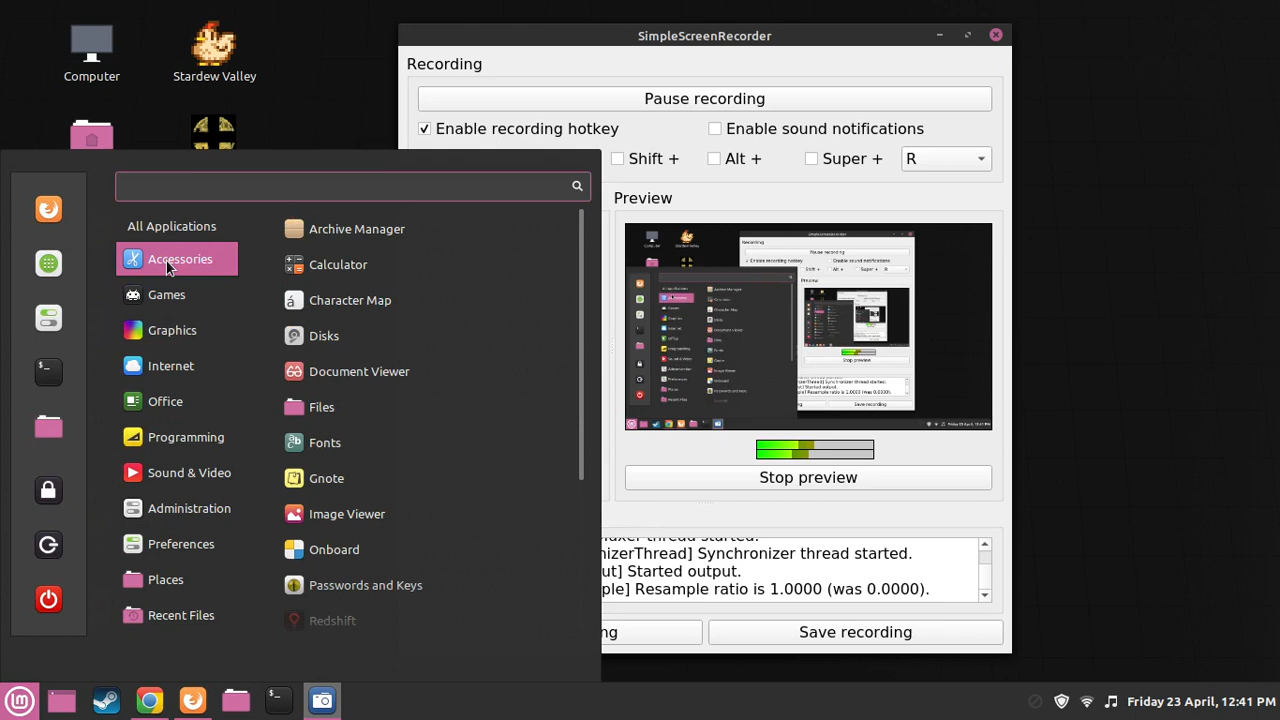 Computer
Stardew Valley
SimpleScreenRecorder
Recording
Pause recording
Enable recording hotkey
Enable sound notifications
Shift +
Alt +
Super +
R
Preview
Stop preview
All Applications
Accessories
Games
Graphics
Internet
Office
Programming
Sound & Video
Administration
Preferences
Places
Recent Files
Archive Manager
Calculator
Character Map
Disks
Document Viewer
Files
Fonts
Gnote
Image Viewer
Onboard
Passwords and Keys
Redshift
thread started.
nizerThread] Synchronizer thread started.
ut] Started output.
ple] Resample ratio is 1.0000 (was 0.0000).
ng
Save recording
Friday 23 April, 12:41 PM